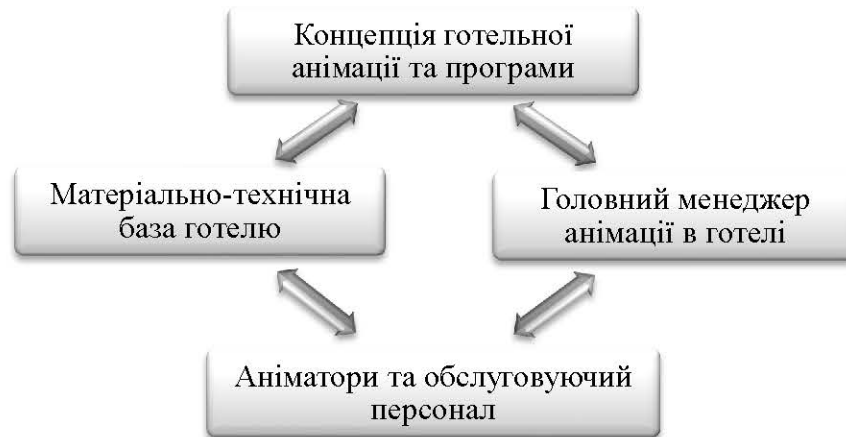 Концепція готельної
анімації та програми
Матеріально-технічна
база готелю
Головний менеджер
анімації в готелі
Аніматори та обслуговуючий
персонал